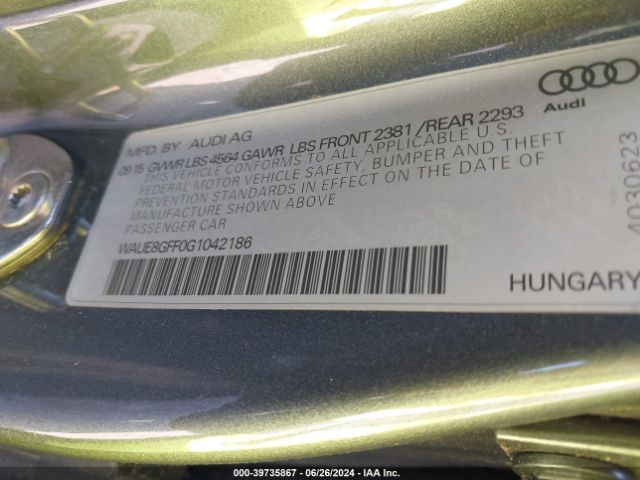 MFD. BY AUDI AG
09 15 GVWR LBS 4564 GAWR LBS FRONT 2381 / REAR 2293
THIS VEHICLE CONFORMS TO ALL APPLICABLE U.S.
FEDERAL MOTOR VEHICLE SAFETY, BUMPER AND THEFT
PREVENTION STANDARDS IN EFFECT ON THE DATE OF
MANUFACTURE SHOWN ABOVE
PASSENGER CAR
WAUE8GFF0G1042186
Audi
4030623
HUNGARY
000-39735867 - 06/26/2024 - IAA Inc.